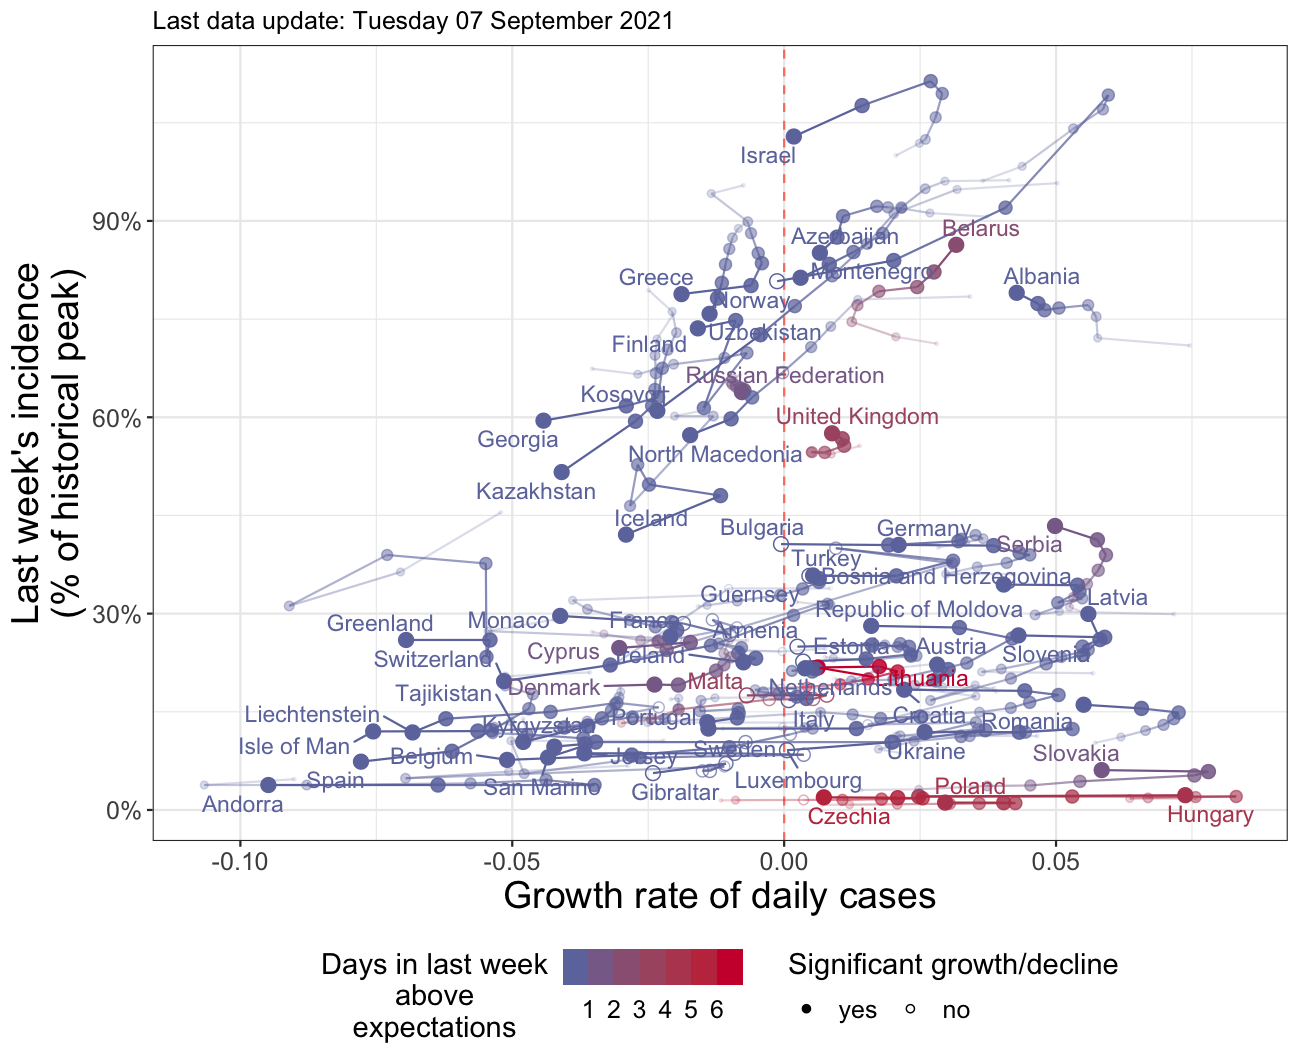 Last data update: Tuesday 07 September 2021
Last week's incidence
(% of historical peak)
90%
60%
30%
0%
Israel
Belarus
Azerbaijan
Montenegro
Albania
Greece
Norway
Uzbekistan
Finland
Russian Federation
Kosovo
United Kingdom
Georgia
North Macedonia
Kazakhstan
Iceland
Bulgaria
Germany
Serbia
Turkey
Bosnia and Herzegovina
Guernsey
Latvia
Republic of Moldova
Greenland
Monaco
France
Armenia
Estonia
Austria
Slovenia
Cyprus
Ireland
Switzerland
Lithuania
Malta
Denmark
Netherlands
Tajikistan
Liechtenstein
Portugal
Croatia
Italy
Romania
Kyrgyzstan
Isle of Man
Belgium
Jersey
Sweden
Ukraine
Slovakia
Spain
San Marino
Gibraltar
Luxembourg
Andorra
Poland
Czechia
Hungary
-0.10
-0.05
0.00
0.05
Growth rate of daily cases
Days in last week
above
expectations
1 2 3 4 5 6
Significant growth/decline
yes
no